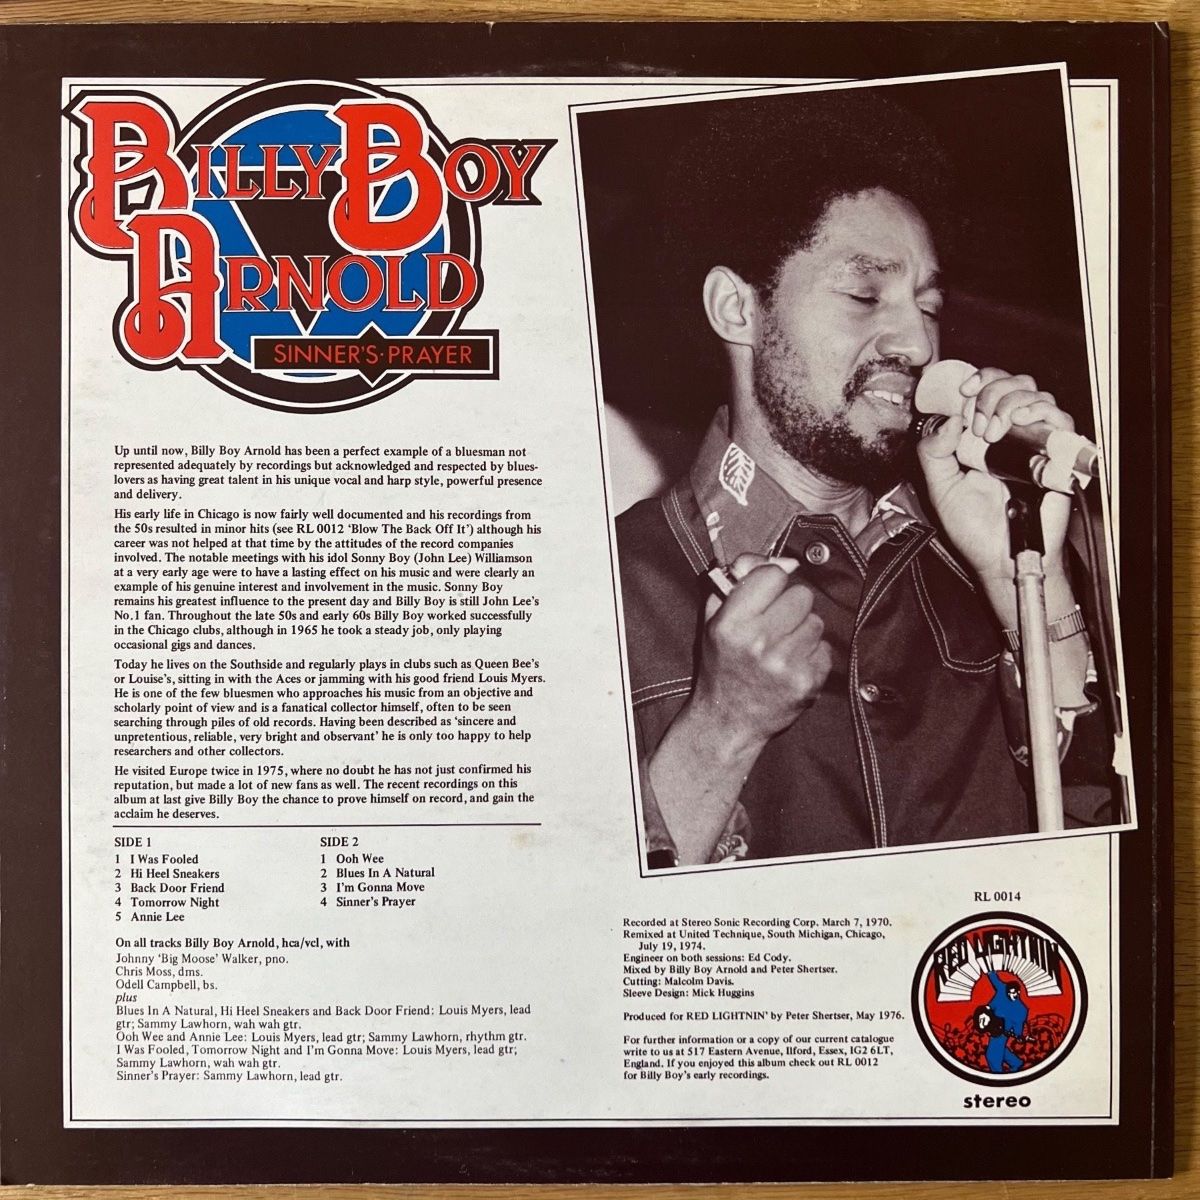 BILLY BOY
ARNOLD
SINNER'S·PRAYER
Up until now, Billy Boy Arnold has been a perfect example of a bluesman not
represented adequately by recordings but acknowledged and respected by blues-
lovers as having great talent in his unique vocal and harp style, powerful presence
and delivery.
His early life in Chicago is now fairly well documented and his recordings from
the 50s resulted in minor hits (see RL 0012 ‘Blow The Back Off It’) although his
career was not helped at that time by the attitudes of the record companies
involved. The notable meetings with his idol Sonny Boy (John Lee) Williamson
at a very early age were to have a lasting effect on his music and were clearly an
example of his genuine interest and involvement in the music. Sonny Boy
remains his greatest influence to the present day and Billy Boy is still John Lee's
No.1 fan. Throughout the late 50s and early 60s Billy Boy worked successfully
in the Chicago clubs, although in 1965 he took a steady job, only playing
occasional gigs and dances.
Today he lives on the Southside and regularly plays in clubs such as Queen Bee's
or Louise's, sitting in with the Aces or jamming with his good friend Louis Myers.
He is one of the few bluesmen who approaches his music from an objective and
scholarly point of view and is a fanatical collector himself, often to be seen
searching through piles of old records. Having been described as ‘sincere and
unpretentious, reliable, very bright and observant’ he is only too happy to help
researchers and other collectors.
He visited Europe twice in 1975, where no doubt he has not just confirmed his
reputation, but made a lot of new fans as well. The recent recordings on this
album at last give Billy Boy the chance to prove himself on record, and gain the
acclaim he deserves.
SIDE 1
1 I Was Fooled
2 Hi Heel Sneakers
3 Back Door Friend
4 Tomorrow Night
5 Annie Lee
SIDE 2
1 Ooh Wee
2 Blues In A Natural
3 I'm Gonna Move
4 Sinner's Prayer
On all tracks Billy Boy Arnold, hca/vcl, with
Johnny ‘Big Moose’ Walker, pno.
Chris Moss, dms.
Odell Campbell, bs.
plus
Blues In A Natural, Hi Heel Sneakers and Back Door Friend: Louis Myers, lead
gtr; Sammy Lawhorn, wah wah gtr.
Ooh Wee and Annie Lee: Louis Myers, lead gtr; Sammy Lawhorn, rhythm gtr.
I Was Fooled, Tomorrow Night and I'm Gonna Move: Louis Myers, lead gtr;
Sammy Lawhorn, wah wah gtr.
Sinner's Prayer: Sammy Lawhorn, lead gtr.
Recorded at Stereo Sonic Recording Corp. March 7, 1970.
Remixed at United Technique, South Michigan, Chicago,
July 19, 1974.
Engineer on both sessions: Ed Cody.
Mixed by Billy Boy Arnold and Peter Shertser.
Cutting: Malcolm Davis.
Sleeve Design: Mick Huggins
Produced for RED LIGHTNIN' by Peter Shertser, May 1976.
For further information or a copy of our current catalogue
write to us at 517 Eastern Avenue, Ilford, Essex, IG2 6LT,
England. If you enjoyed this album check out RL 0012
for Billy Boy's early recordings.
RL 0014
RED LIGHTNIN
stereo